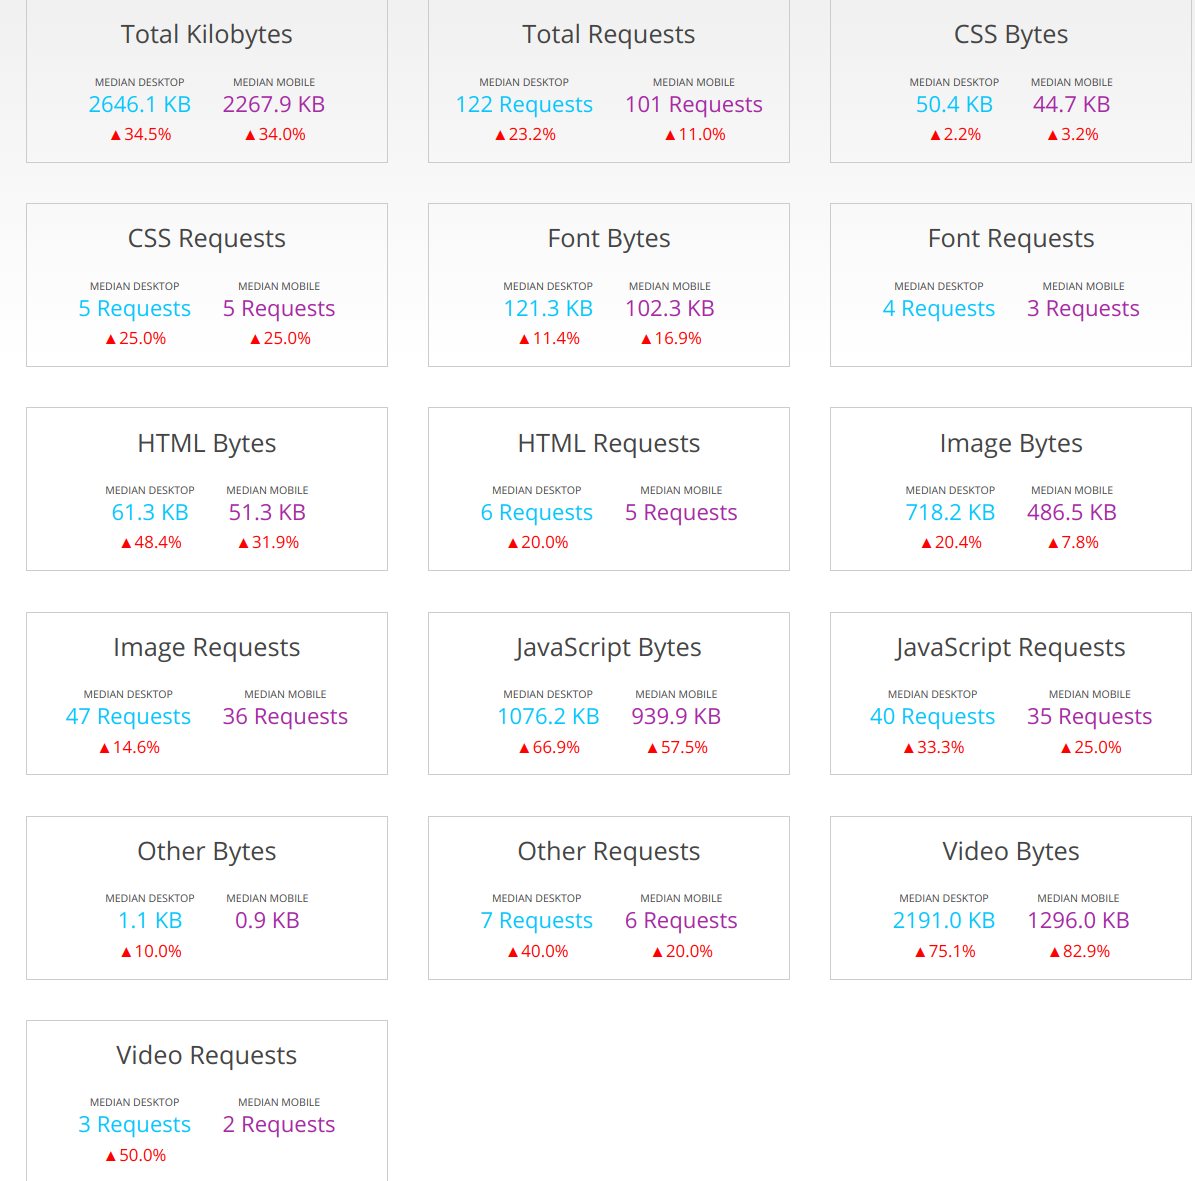 Total Kilobytes
MEDIAN DESKTOP MEDIAN MOBILE
2646.1 KB 2267.9 KB
▲34.5% ▲34.0%
Total Requests
MEDIAN DESKTOP MEDIAN MOBILE
122 Requests 101 Requests
▲23.2% ▲11.0%
CSS Bytes
MEDIAN DESKTOP MEDIAN MOBILE
50.4 KB 44.7 KB
▲2.2% ▲3.2%
CSS Requests
MEDIAN DESKTOP MEDIAN MOBILE
5 Requests 5 Requests
▲25.0% ▲25.0%
Font Bytes
MEDIAN DESKTOP MEDIAN MOBILE
121.3 KB 102.3 KB
▲11.4% ▲16.9%
Font Requests
MEDIAN DESKTOP MEDIAN MOBILE
4 Requests 3 Requests
HTML Bytes
MEDIAN DESKTOP MEDIAN MOBILE
61.3 KB 51.3 KB
▲48.4% ▲31.9%
HTML Requests
MEDIAN DESKTOP MEDIAN MOBILE
6 Requests 5 Requests
▲20.0%
Image Bytes
MEDIAN DESKTOP MEDIAN MOBILE
718.2 KB 486.5 KB
▲20.4% ▲7.8%
Image Requests
MEDIAN DESKTOP MEDIAN MOBILE
47 Requests 36 Requests
▲14.6%
JavaScript Bytes
MEDIAN DESKTOP MEDIAN MOBILE
1076.2 KB 939.9 KB
▲66.9% ▲57.5%
JavaScript Requests
MEDIAN DESKTOP MEDIAN MOBILE
40 Requests 35 Requests
▲33.3% ▲25.0%
Other Bytes
MEDIAN DESKTOP MEDIAN MOBILE
1.1 KB 0.9 KB
▲10.0%
Other Requests
MEDIAN DESKTOP MEDIAN MOBILE
7 Requests 6 Requests
▲40.0% ▲20.0%
Video Bytes
MEDIAN DESKTOP MEDIAN MOBILE
2191.0 KB 1296.0 KB
▲75.1% ▲82.9%
Video Requests
MEDIAN DESKTOP MEDIAN MOBILE
3 Requests 2 Requests
▲50.0%